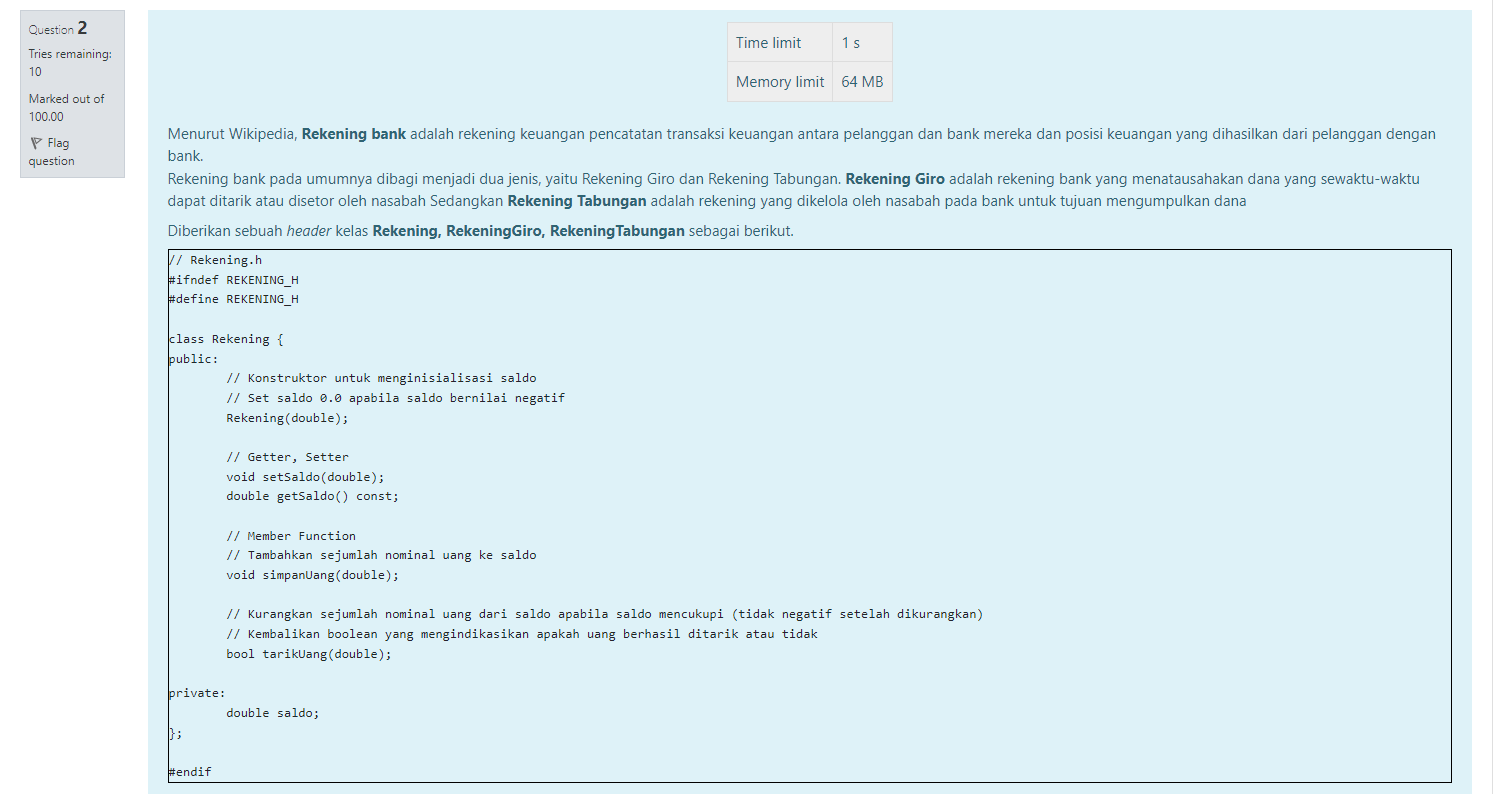 Question 2
Tries remaining:
10
Marked out of
100.00
Flag
question
Time limit 1 s
Memory limit 64 MB
Menurut Wikipedia, Rekening bank adalah rekening keuangan pencatatan transaksi keuangan antara pelanggan dan bank mereka dan posisi keuangan yang dihasilkan dari pelanggan dengan
bank.
Rekening bank pada umumnya dibagi menjadi dua jenis, yaitu Rekening Giro dan Rekening Tabungan. Rekening Giro adalah rekening bank yang menatausahakan dana yang sewaktu-waktu
dapat ditarik atau disetor oleh nasabah Sedangkan Rekening Tabungan adalah rekening yang dikelola oleh nasabah pada bank untuk tujuan mengumpulkan dana
Diberikan sebuah header kelas Rekening, RekeningGiro, RekeningTabungan sebagai berikut.
// Rekening.h
#ifndef REKENING_H
#define REKENING_H
class Rekening {
public:
// Konstruktor untuk menginisialisasi saldo
// Set saldo 0.0 apabila saldo bernilai negatif
Rekening(double);
// Getter, Setter
void setSaldo(double);
double getSaldo() const;
// Member Function
// Tambahkan sejumlah nominal uang ke saldo
void simpanUang(double);
// Kurangkan sejumlah nominal uang dari saldo apabila saldo mencukupi (tidak negatif setelah dikurangkan)
// Kembalikan boolean yang mengindikasikan apakah uang berhasil ditarik atau tidak
bool tarikUang(double);
private:
double saldo;
};
#endif